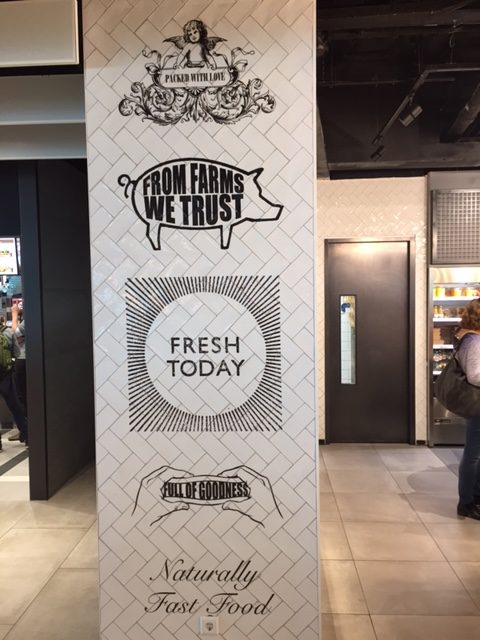 PACKED WITH LOVE
FROM FARMS
WE TRUST
FRESH
TODAY
FULL OF GOODNESS
Naturally
Fast Food